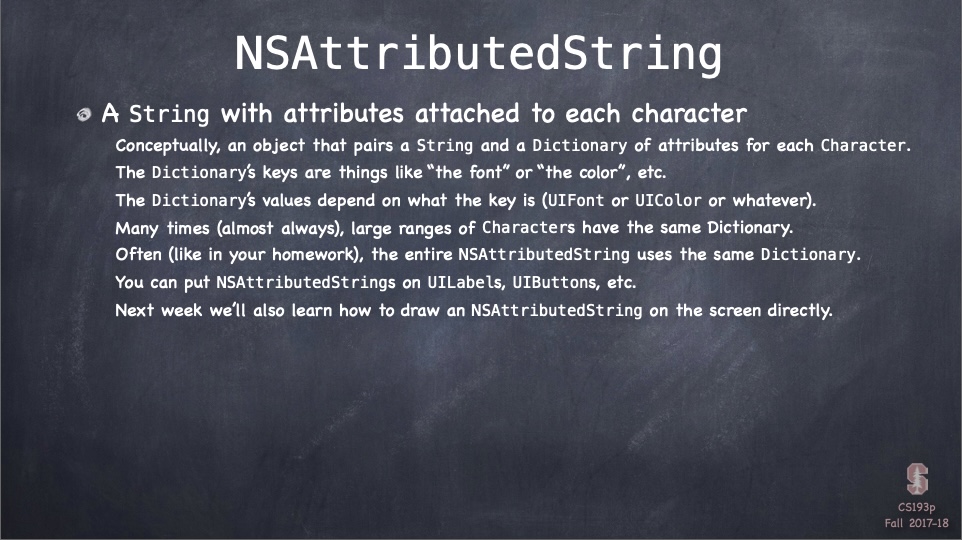 NSAttributedString
A String with attributes attached to each character
Conceptually, an object that pairs a String and a Dictionary of attributes for each Character.
The Dictionary's keys are things like “the font” or “the color”, etc.
The Dictionary's values depend on what the key is (UIFont or UIColor or whatever).
Many times (almost always), large ranges of Characters have the same Dictionary.
Often (like in your homework), the entire NSAttributedString uses the same Dictionary.
You can put NSAttributedStrings on UILabels, UIButtons, etc.
Next week we'll also learn how to draw an NSAttributedString on the screen directly.
S
CS193p
Fall 2017-18